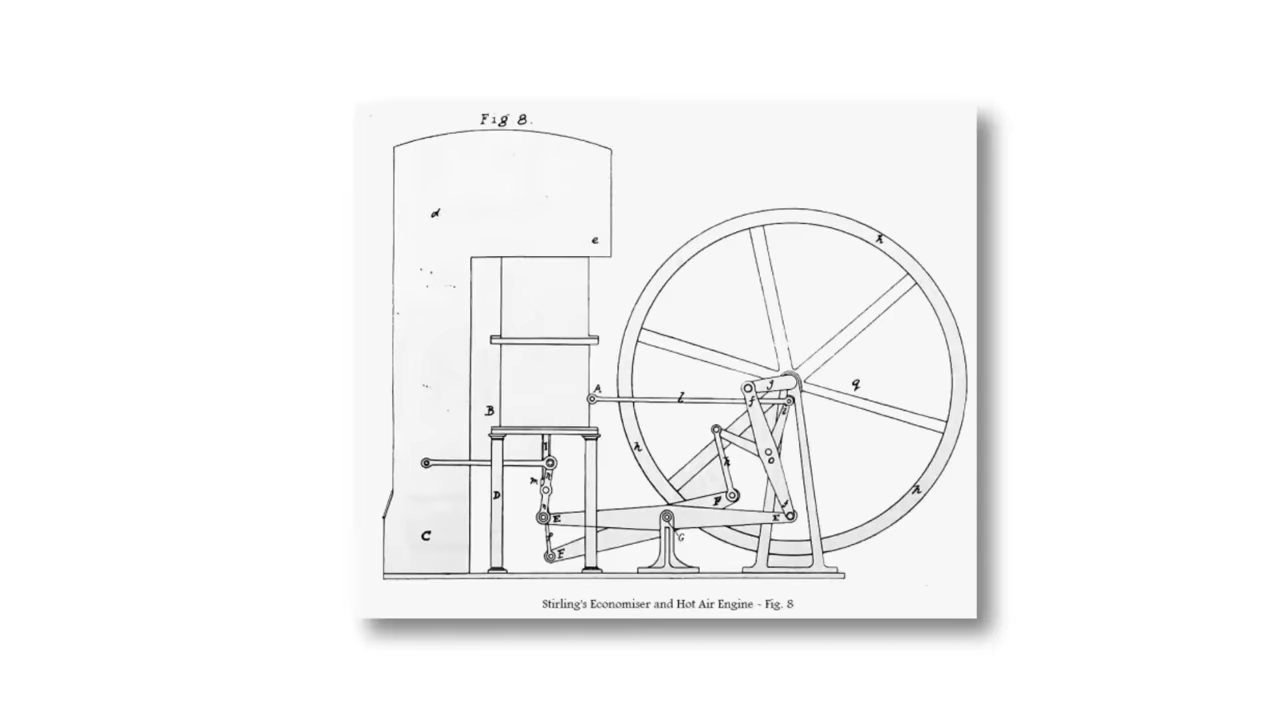 Fig 8.
d
e
h
A
l
g
q
f
i
B
h
o
k
m
n
D
F
h
E
E
C
F
G
Stirling's Economiser and Hot Air Engine - Fig. 8